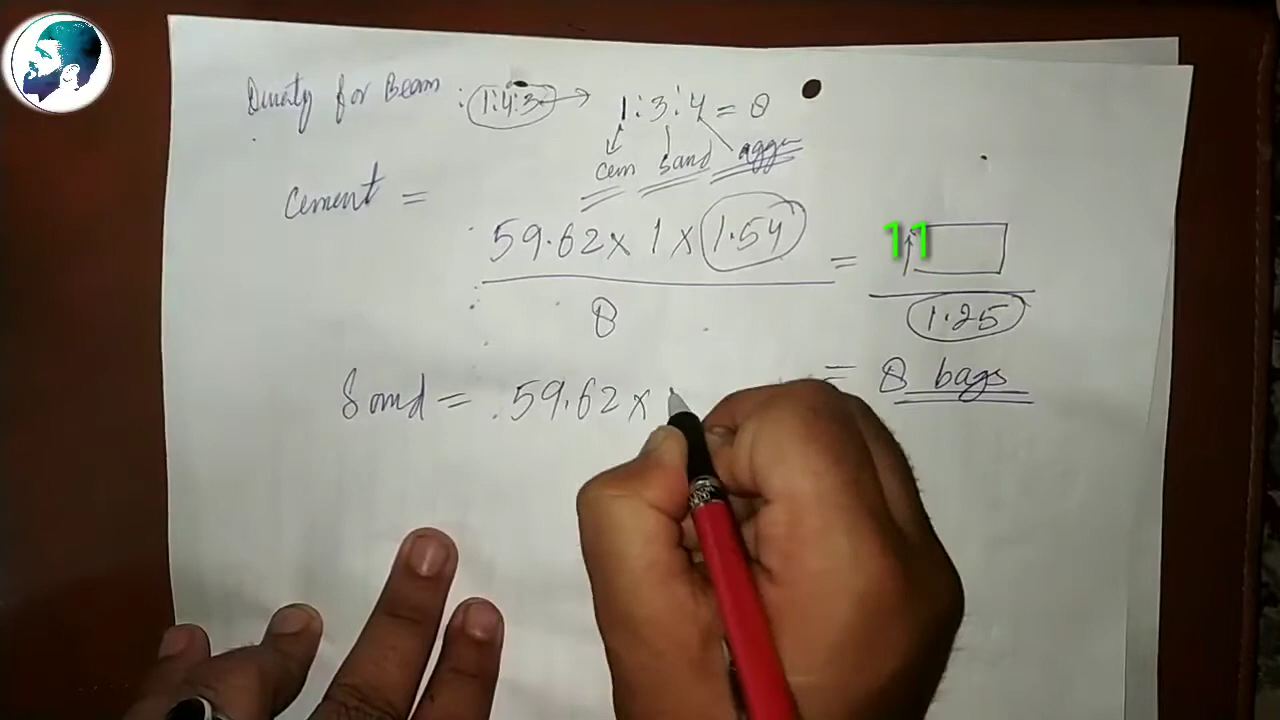 Density for Beam : 1:4:3 → 1:3:4 = 8
cem sand aggr
Cement =
59.62 x 1 x 1.54 = 11
8
1.25
= 8 bags
Sand = 59.62 x